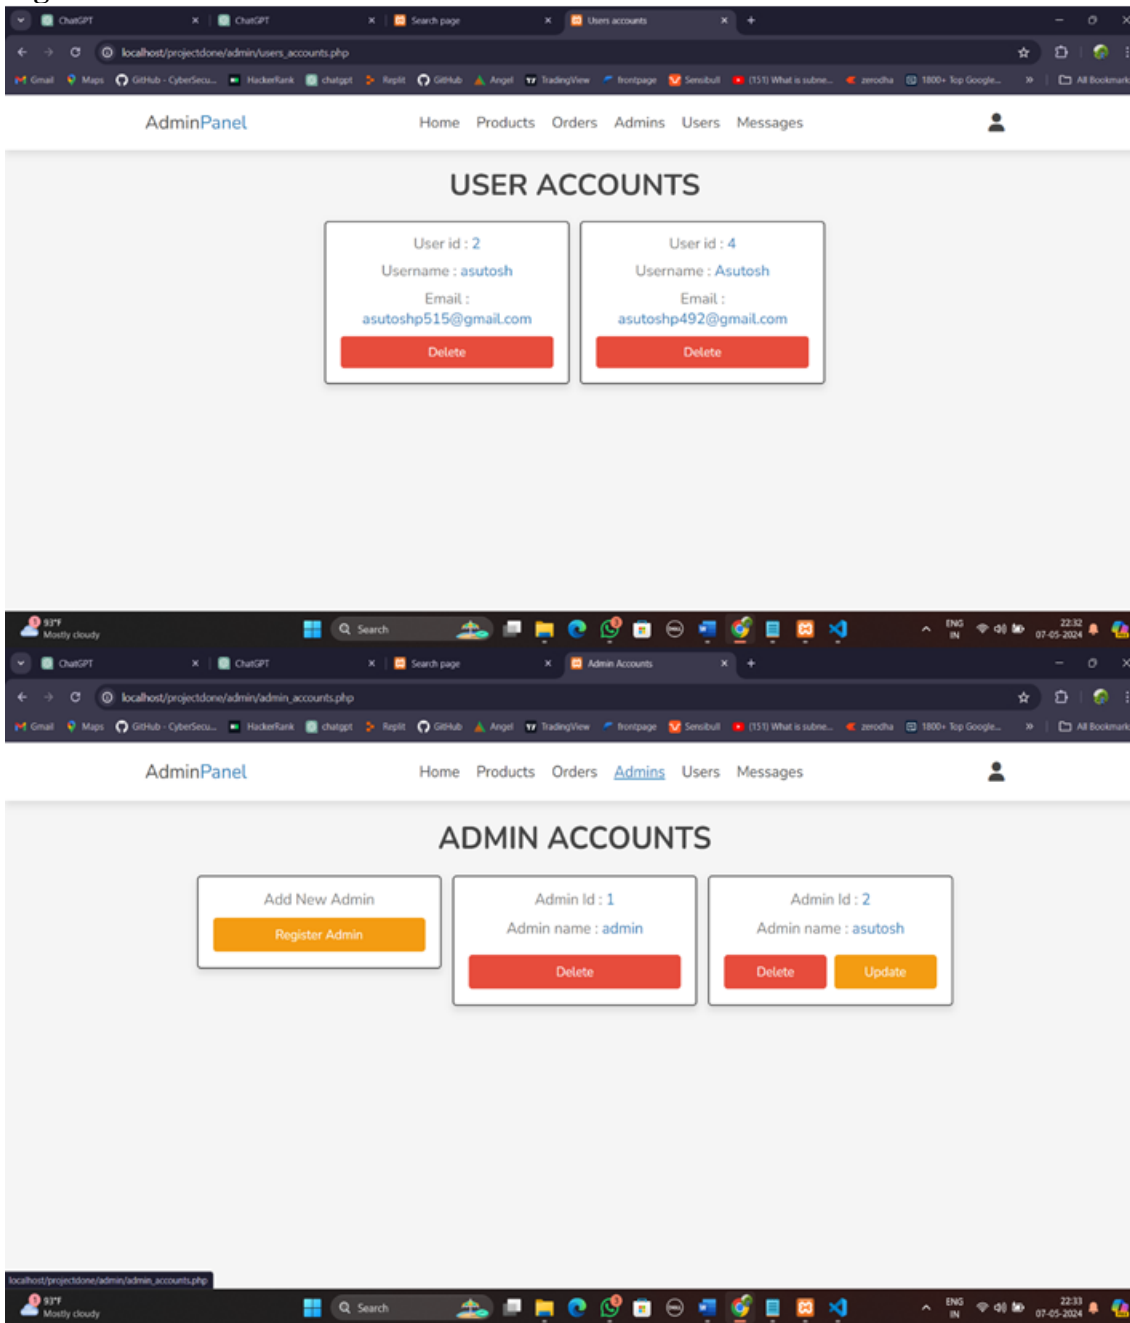 ChatGPT ChatGPT Search page Users accounts
localhost/projectdone/admin/users_accounts.php
Gmail Maps GitHub - CyberSecu... HackerRank chatgpt Replit GitHub Angel TradingView frontpage Sensibull (151) What is subne... zerodha 1800+ Top Google... » All Bookmark
AdminPanel Home Products Orders Admins Users Messages
USER ACCOUNTS
User id : 2 User id : 4
Username : asutosh Username : Asutosh
Email : Email :
asutoshp515@gmail.com asutoshp492@gmail.com
Delete Delete
93°F
Mostly cloudy
Search
ENG
IN
22:32
07-05-2024
ChatGPT ChatGPT Search page Admin Accounts
localhost/projectdone/admin/admin_accounts.php
Gmail Maps GitHub - CyberSecu... HackerRank chatgpt Replit GitHub Angel TradingView frontpage Sensibull (151) What is subne... zerodha 1800+ Top Google... » All Bookmark
AdminPanel Home Products Orders Admins Users Messages
ADMIN ACCOUNTS
Add New Admin Admin Id : 1 Admin Id : 2
Register Admin Admin name : admin Admin name : asutosh
Delete Delete Update
localhost/projectdone/admin/admin_accounts.php
93°F
Mostly cloudy
Search
ENG
IN
22:33
07-05-2024